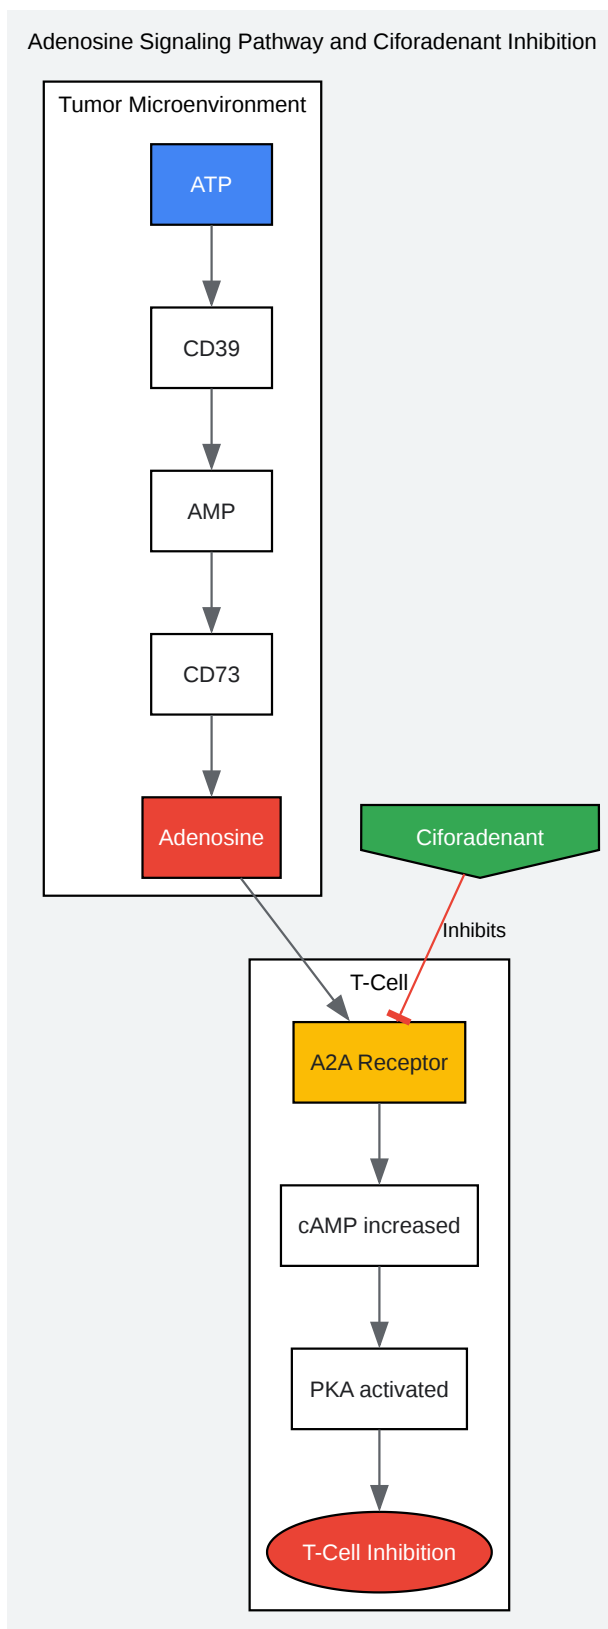 Adenosine Signaling Pathway and Ciforadenant Inhibition
Tumor Microenvironment
ATP
CD39
AMP
CD73
Adenosine
Ciforadenant
Inhibits
T-Cell
A2A Receptor
cAMP increased
PKA activated
T-Cell Inhibition